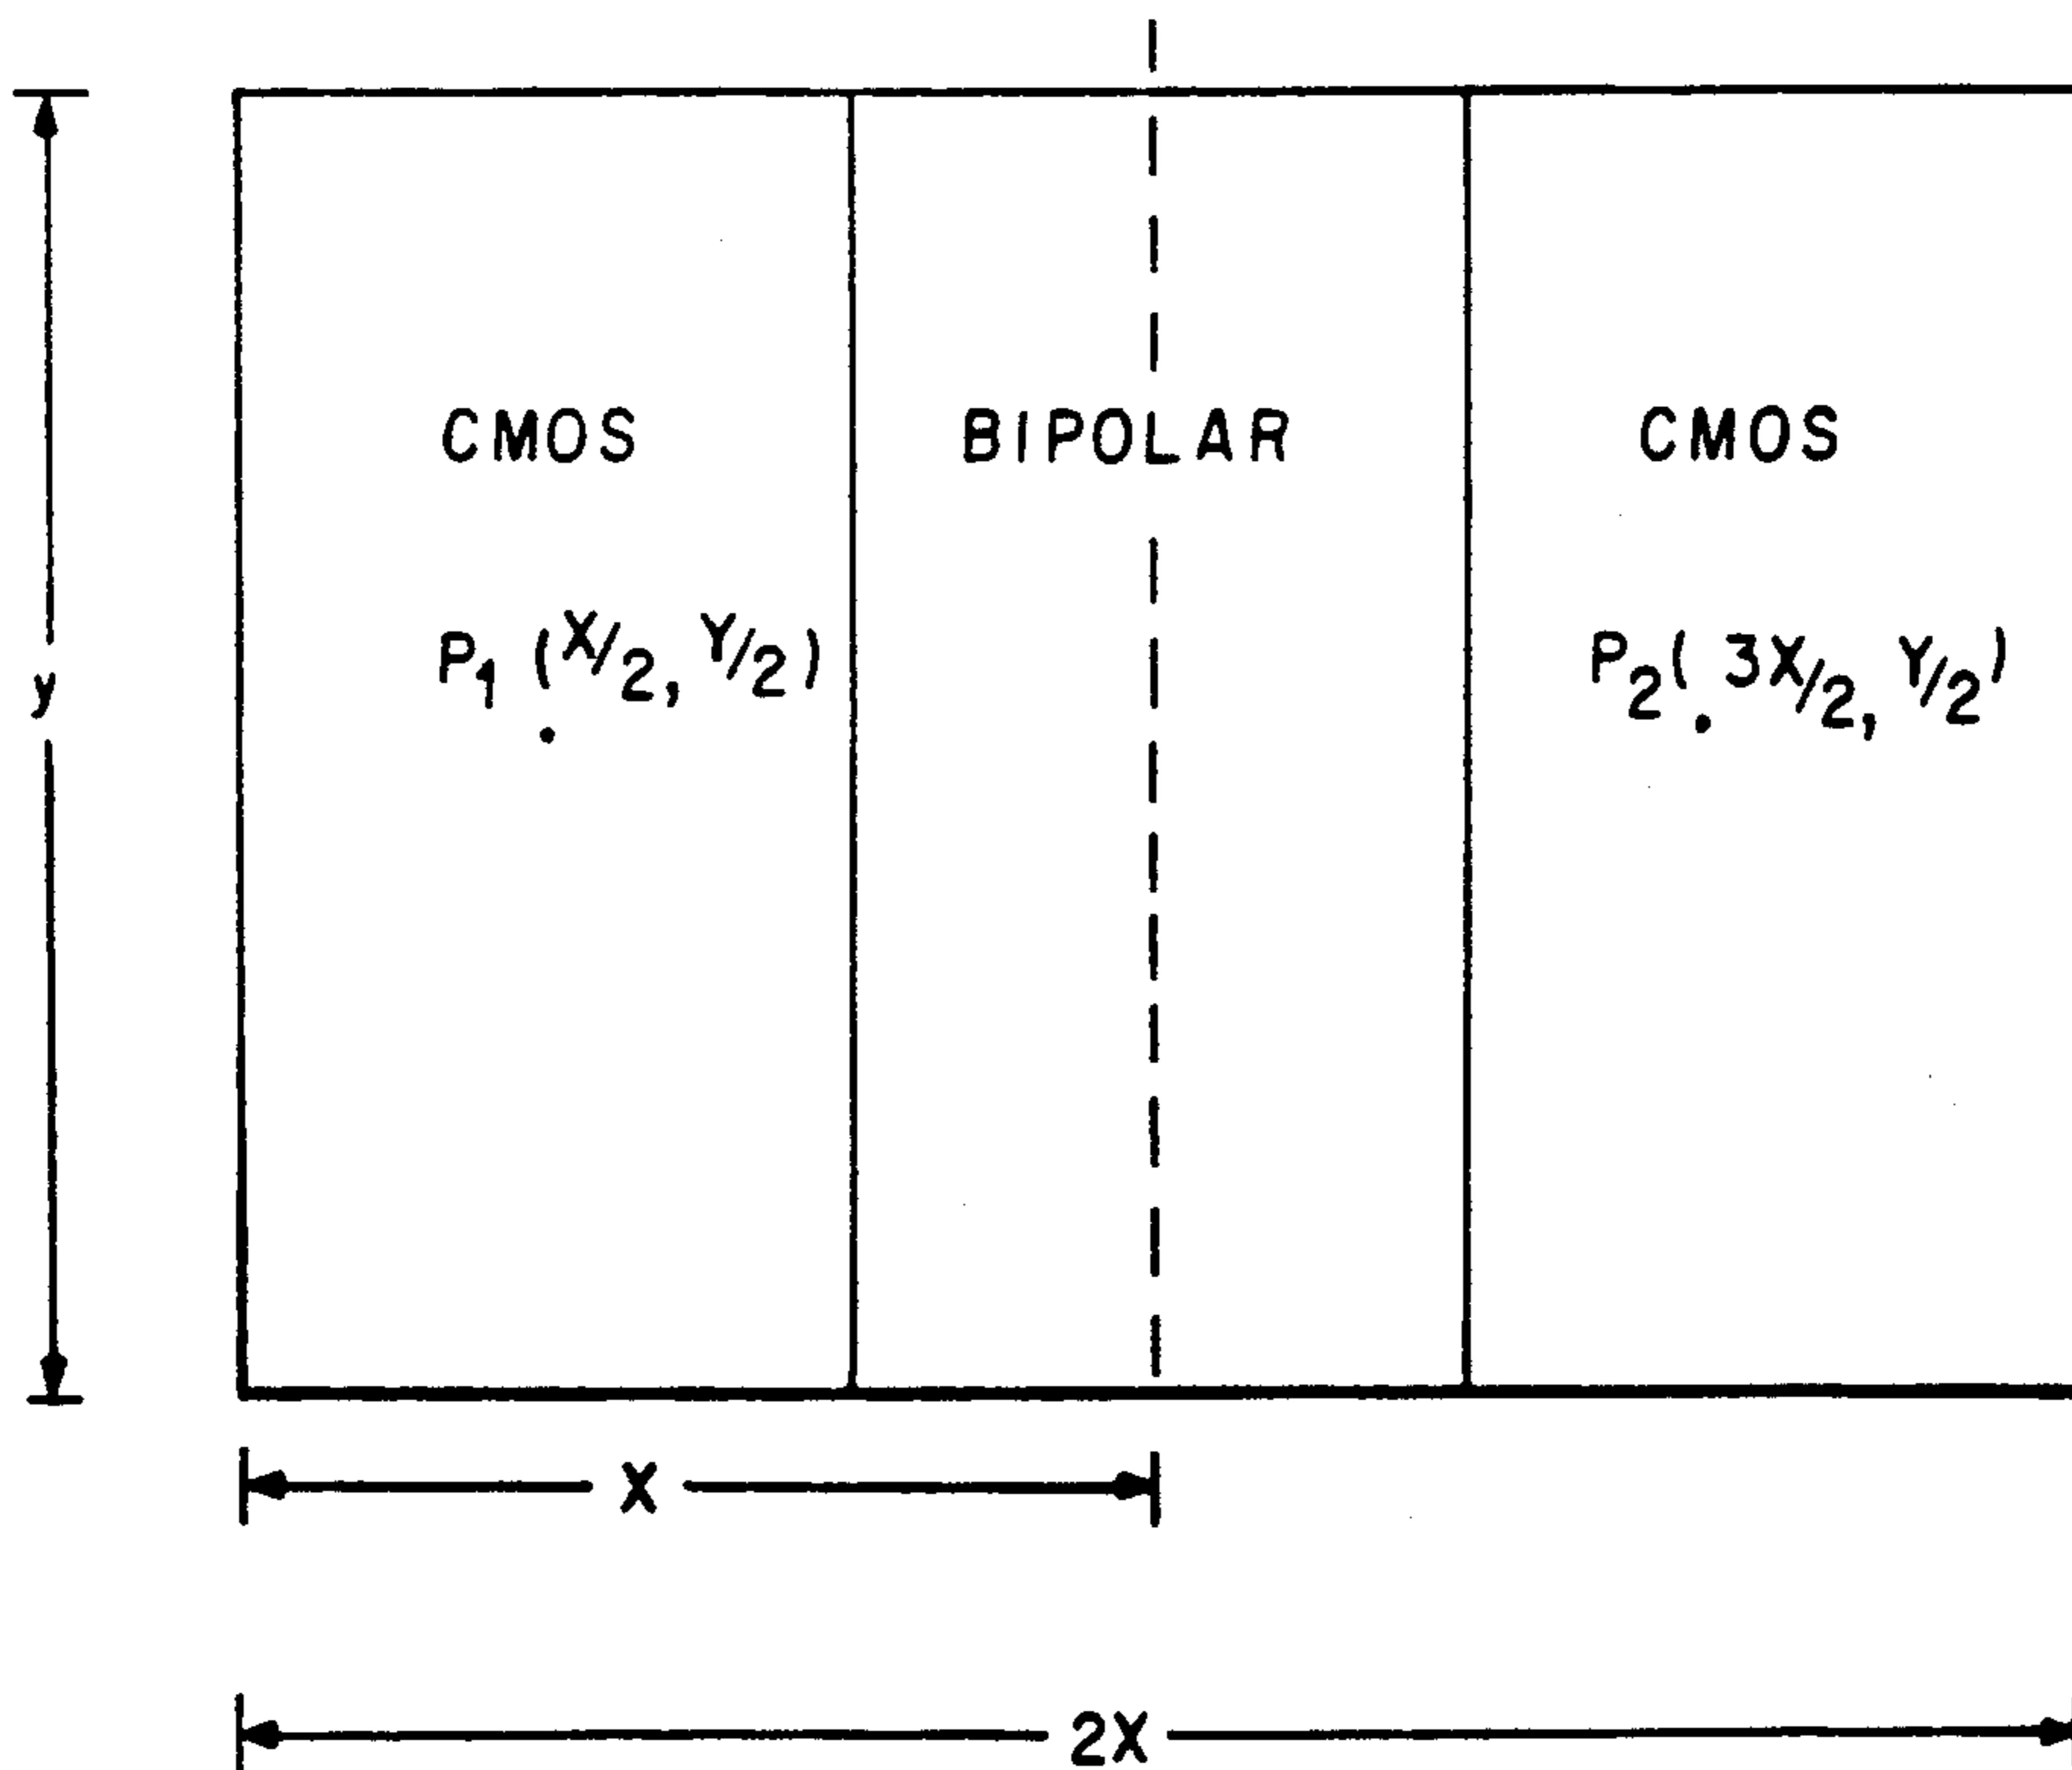 CMOS BIPOLAR CMOS
P1 (X/2, Y/2) P2( 3X/2, Y/2)
y
X
2X